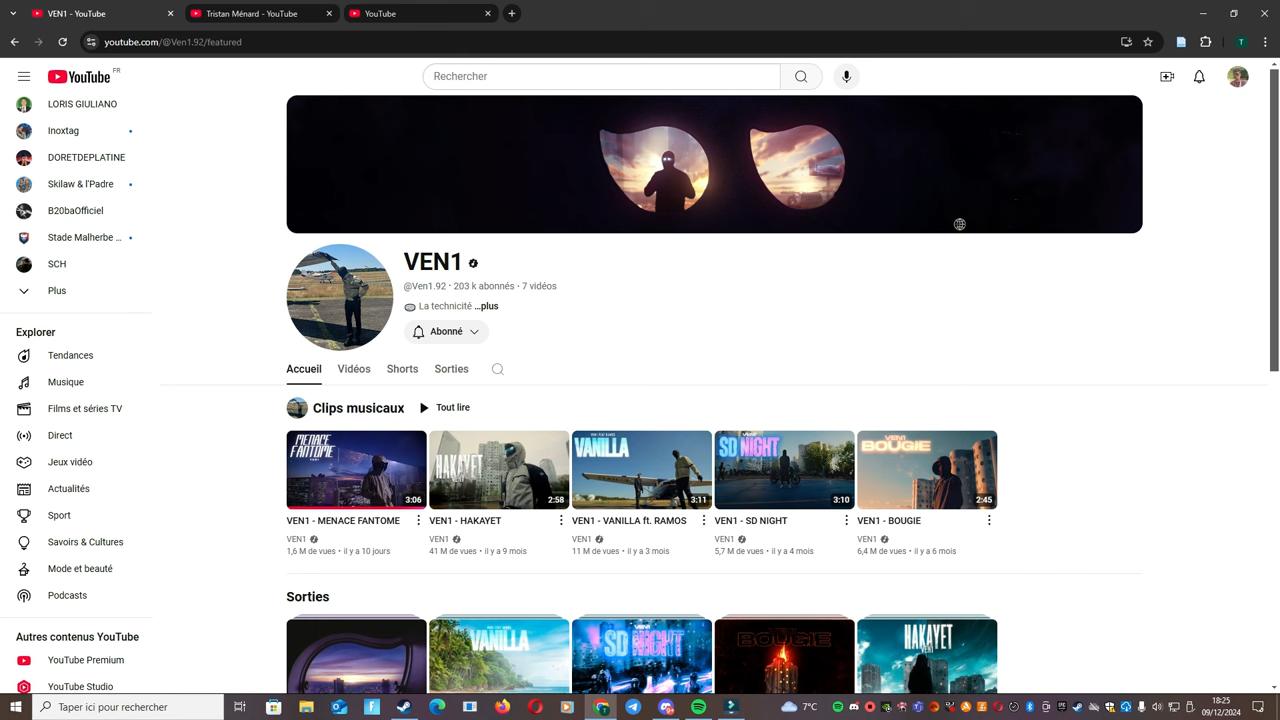 VEN1 - YouTube
Tristan Ménard - YouTube
YouTube
youtube.com/@Ven1.92/featured
T
YouTube FR
Rechercher
LORIS GIULIANO
Inoxtag
DORETDEPLATINE
Skilaw & l'Padre
B20baOfficiel
Stade Malherbe ...
SCH
Plus
Explorer
Tendances
Musique
Films et séries TV
Direct
Jeux vidéo
Actualités
Sport
Savoirs & Cultures
Mode et beauté
Podcasts
Autres contenus YouTube
YouTube Premium
YouTube Studio
VEN1
@Ven1.92 • 203 k abonnés • 7 vidéos
La technicité ...plus
Abonné
Accueil Vidéos Shorts Sorties
Clips musicaux Tout lire
MENACE FANTOME
3:06
HAKAYET
2:58
VANILLA
3:11
SD NIGHT
3:10
VEN1 BOUGIE
2:45
VEN1 - MENACE FANTOME
VEN1
1,6 M de vues • il y a 10 jours
VEN1 - HAKAYET
VEN1
41 M de vues • il y a 9 mois
VEN1 - VANILLA ft. RAMOS
VEN1
11 M de vues • il y a 3 mois
VEN1 - SD NIGHT
VEN1
5,7 M de vues • il y a 4 mois
VEN1 - BOUGIE
VEN1
6,4 M de vues • il y a 6 mois
Sorties
VANILLA
VEN1
SD NIGHT
BOUGIE
HAKAYET
VEN1
Taper ici pour rechercher
7°C
18:25
09/12/2024